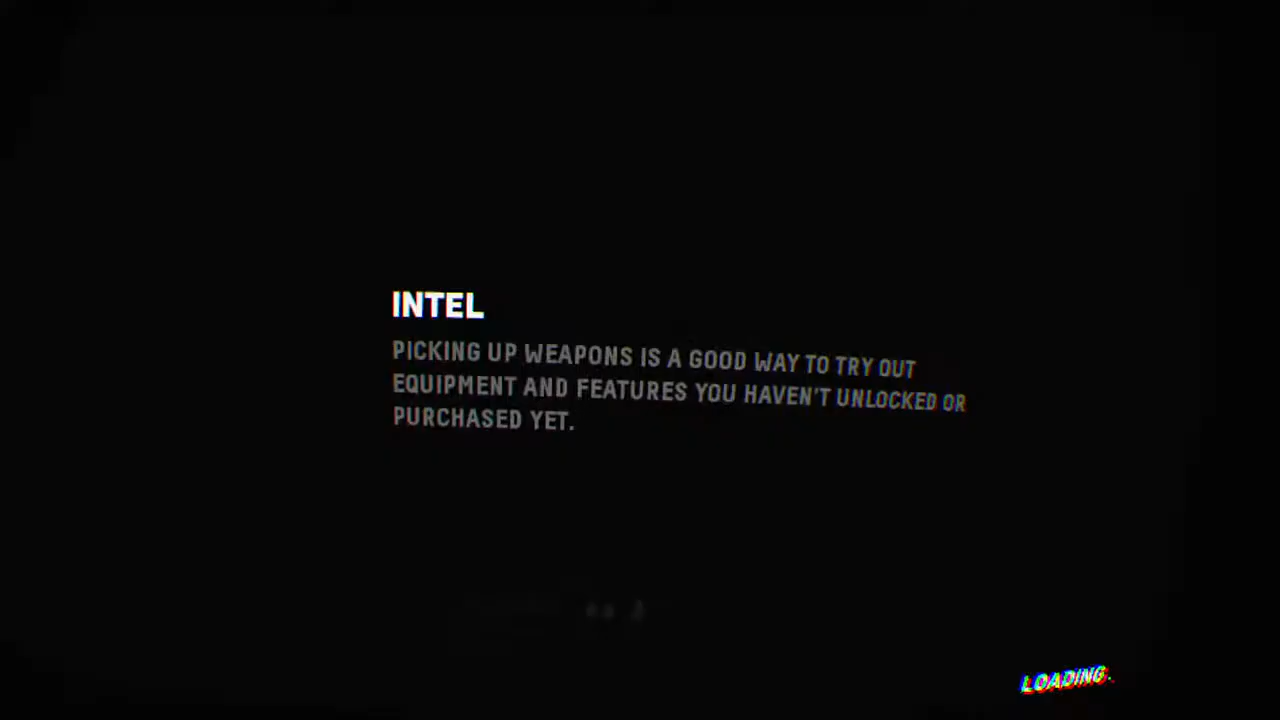 INTEL
PICKING UP WEAPONS IS A GOOD WAY TO TRY OUT
EQUIPMENT AND FEATURES YOU HAVEN'T UNLOCKED OR
PURCHASED YET.
LOADING.